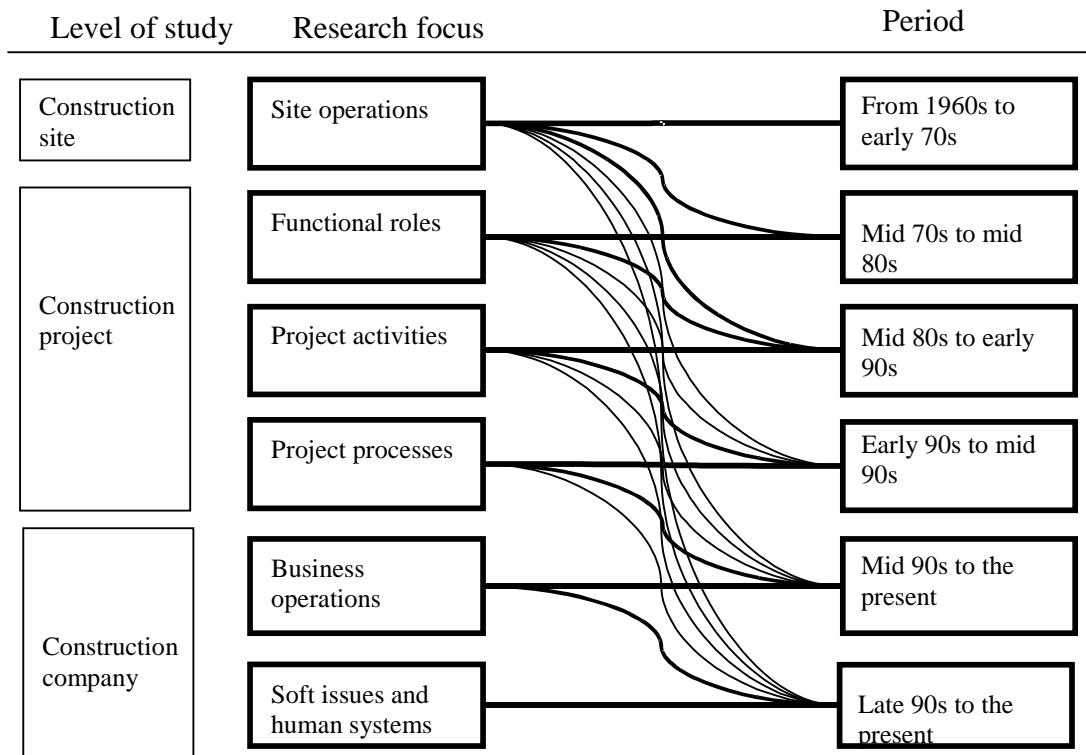 Level of study
Research focus
Period
Construction
site
Site operations
From 1960s to
early 70s
Construction
project
Functional roles
Mid 70s to mid
80s
Project activities
Mid 80s to early
90s
Project processes
Early 90s to mid
90s
Construction
company
Business
operations
Mid 90s to the
present
Soft issues and
human systems
Late 90s to the
present